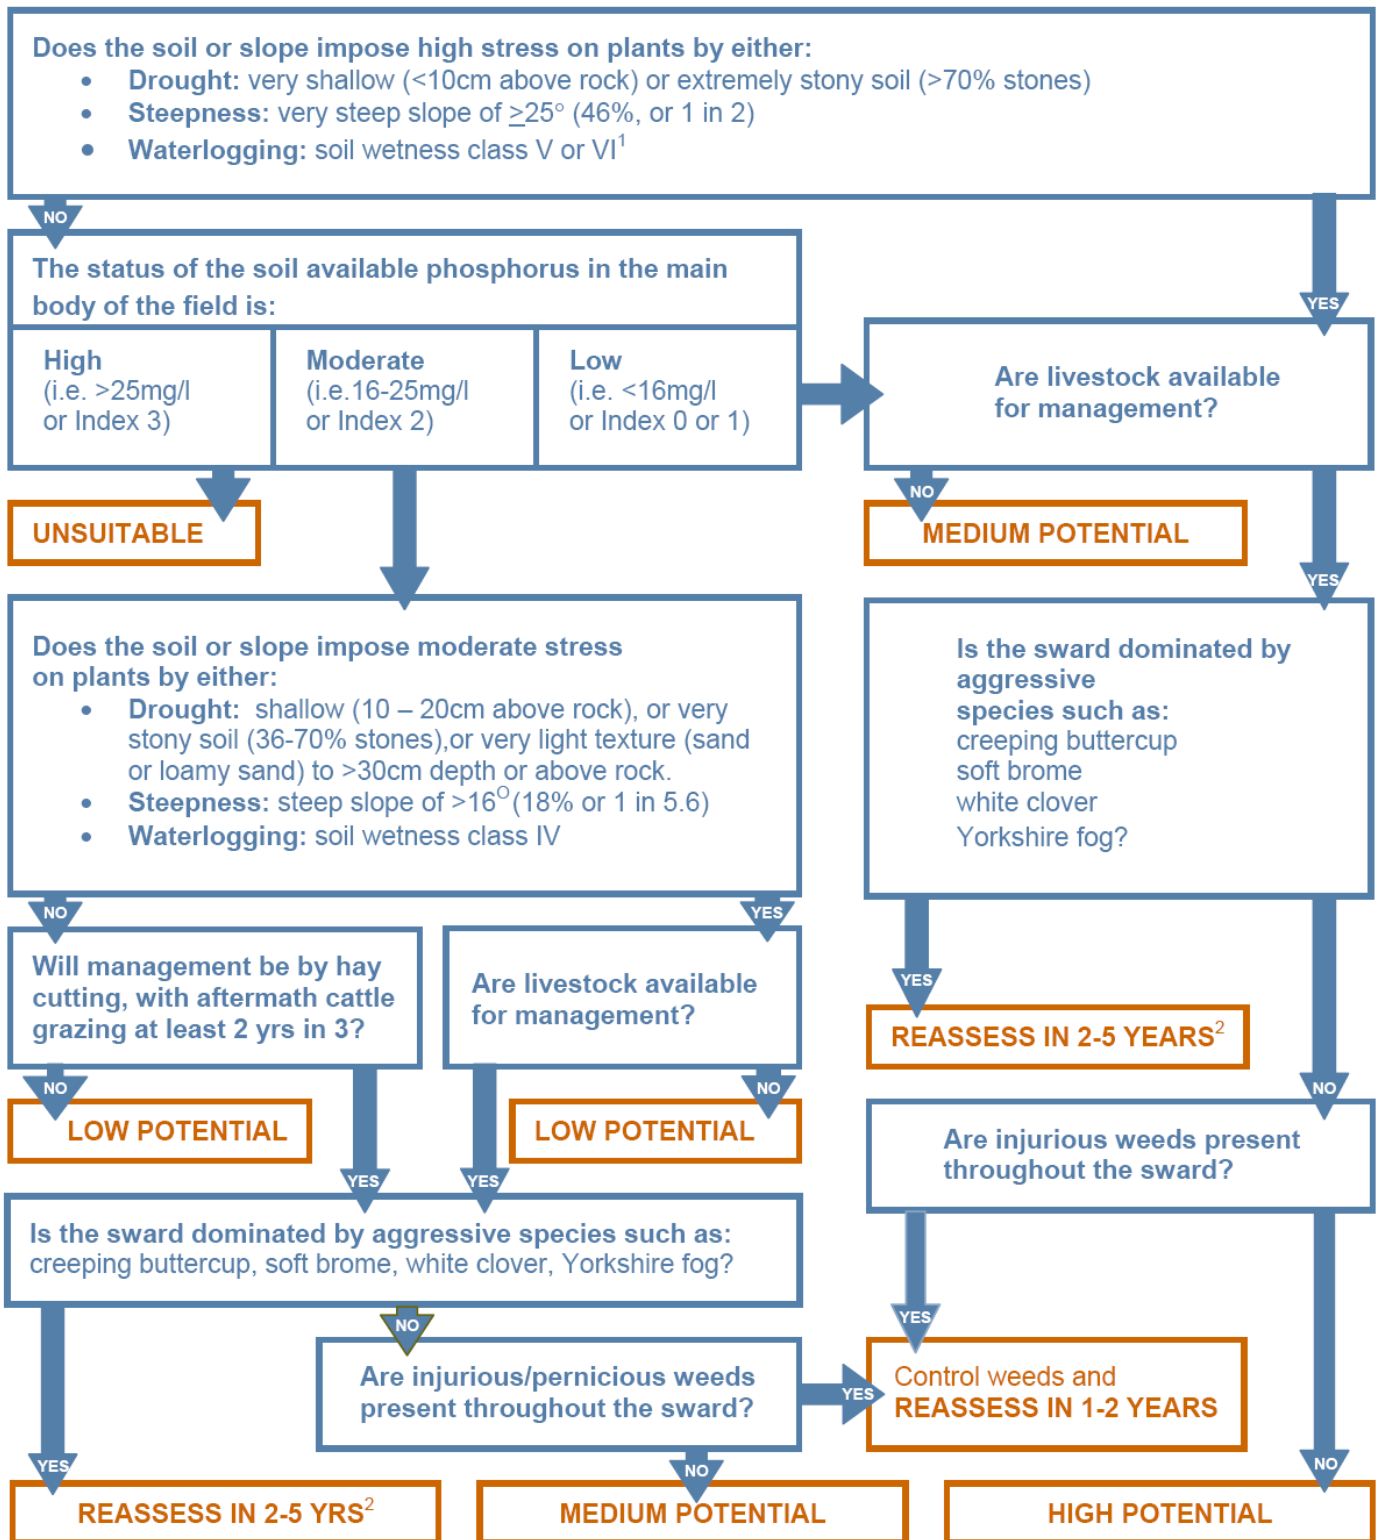 Does the soil or slope impose high stress on plants by either:
• Drought: very shallow (<10cm above rock) or extremely stony soil (>70% stones)
• Steepness: very steep slope of ≥25° (46%, or 1 in 2)
• Waterlogging: soil wetness class V or VI¹
NO
YES
The status of the soil available phosphorus in the main
body of the field is:
High
(i.e. >25mg/l
or Index 3)
Moderate
(i.e.16-25mg/l
or Index 2)
Low
(i.e. <16mg/l
or Index 0 or 1)
Are livestock available
for management?
NO
YES
UNSUITABLE
MEDIUM POTENTIAL
Does the soil or slope impose moderate stress
on plants by either:
• Drought: shallow (10 – 20cm above rock), or very
stony soil (36-70% stones),or very light texture (sand
or loamy sand) to >30cm depth or above rock.
• Steepness: steep slope of >16° (18% or 1 in 5.6)
• Waterlogging: soil wetness class IV
Is the sward dominated by
aggressive
species such as:
creeping buttercup
soft brome
white clover
Yorkshire fog?
NO
YES
YES
NO
Will management be by hay
cutting, with aftermath cattle
grazing at least 2 yrs in 3?
Are livestock available
for management?
REASSESS IN 2-5 YEARS²
NO
YES
YES
NO
LOW POTENTIAL
LOW POTENTIAL
Are injurious weeds present
throughout the sward?
Is the sward dominated by aggressive species such as:
creeping buttercup, soft brome, white clover, Yorkshire fog?
YES
NO
YES
NO
Are injurious/pernicious weeds
present throughout the sward?
YES
NO
Control weeds and
REASSESS IN 1-2 YEARS
REASSESS IN 2-5 YRS²
MEDIUM POTENTIAL
HIGH POTENTIAL